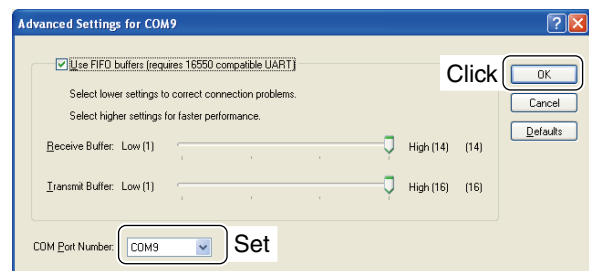 Advanced Settings for COM9
Use FIFO buffers (requires 16550 compatible UART)
Click
OK
Select lower settings to correct connection problems.
Cancel
Select higher settings for faster performance.
Defaults
Receive Buffer: Low (1) High (14) (14)
Transmit Buffer: Low (1) High (16) (16)
COM Port Number: COM9 Set